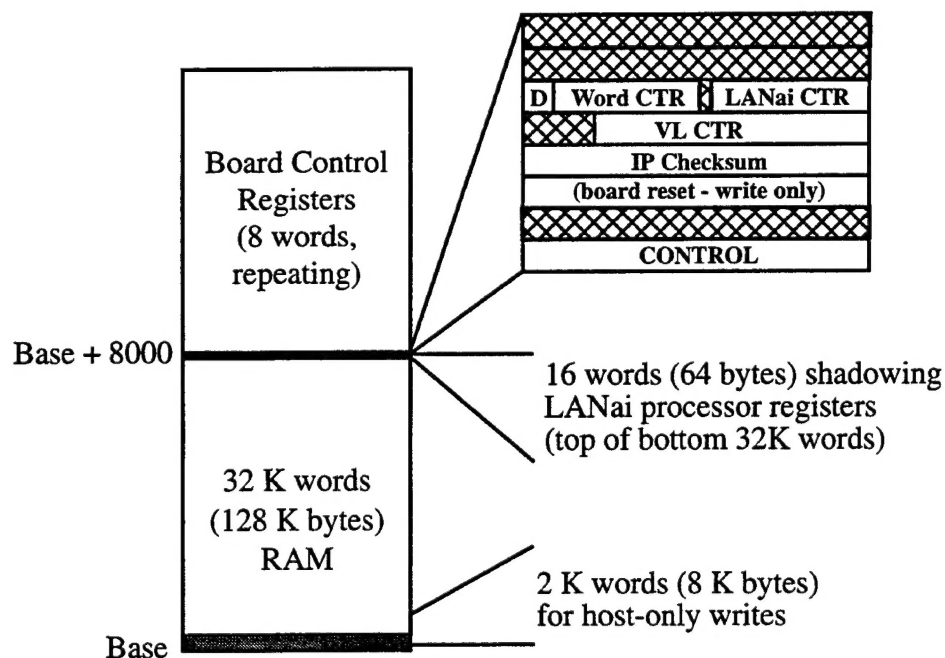 D Word CTR LANai CTR
VL CTR
IP Checksum
(board reset - write only)
CONTROL
Board Control
Registers
(8 words,
repeating)
Base + 8000
16 words (64 bytes) shadowing
LANai processor registers
(top of bottom 32K words)
32 K words
(128 K bytes)
RAM
2 K words (8 K bytes)
for host-only writes
Base